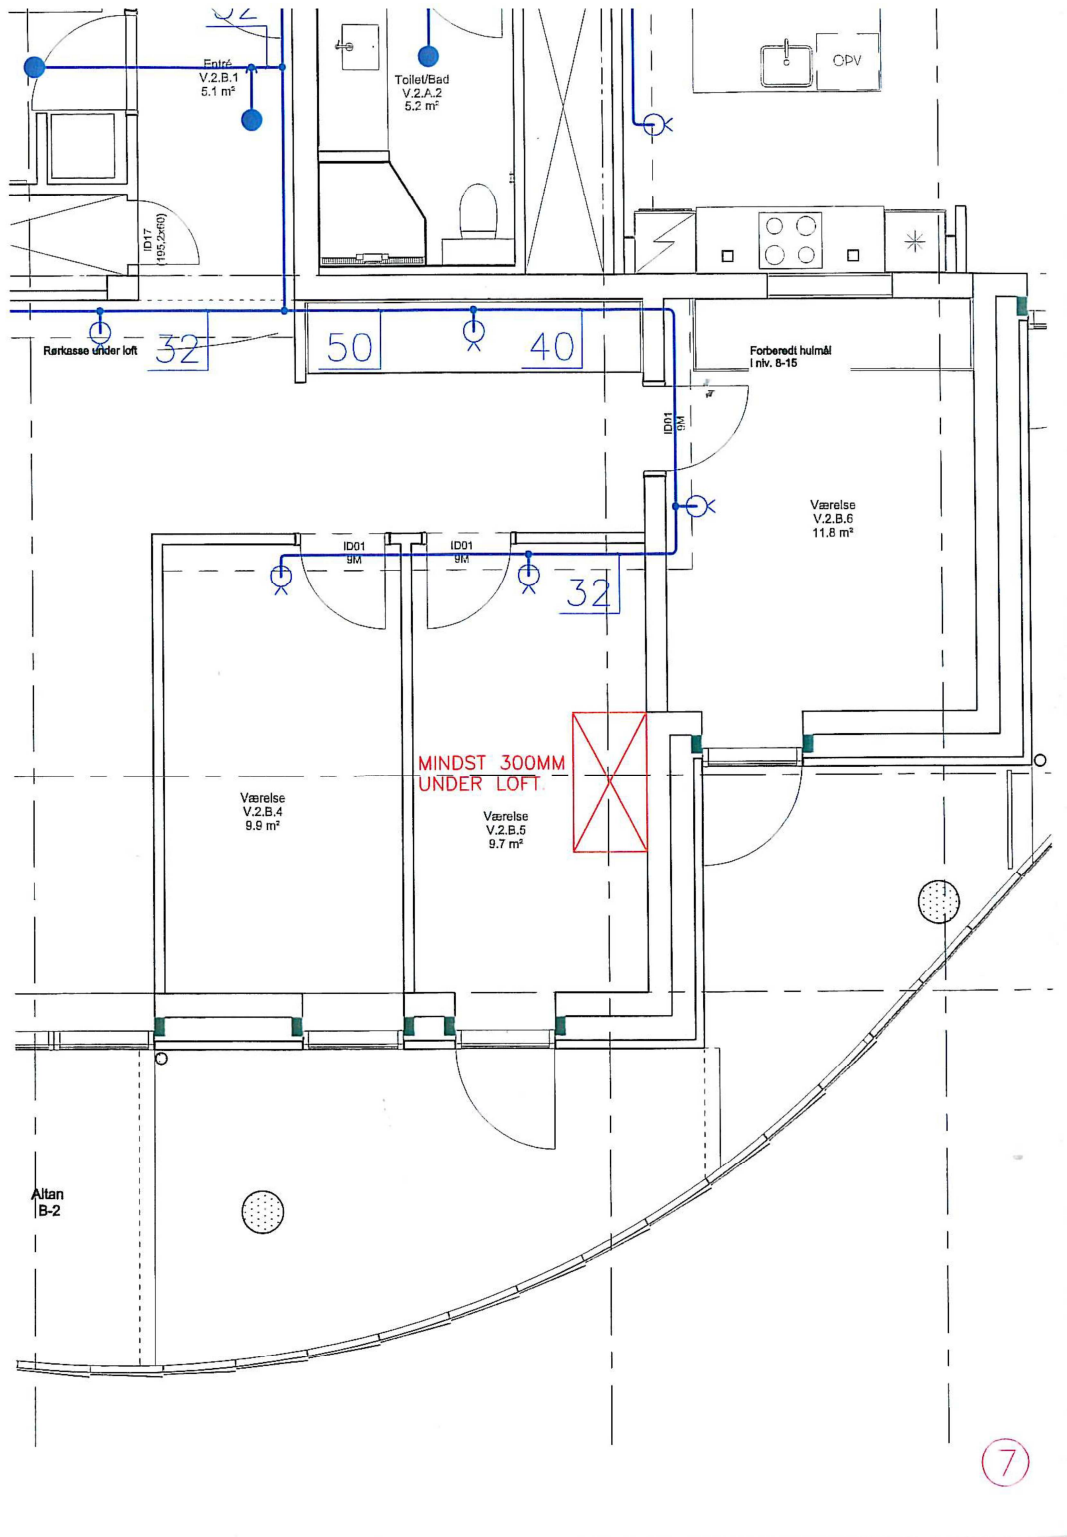 Entré
V.2.B.1
5.1 m²
Toilet/Bad
V.2.A.2
5.2 m²
OPV
ID17
(195,2x60)
Rørkasse under loft
32
50
40
Forberedt hulmål
i niv. 8-15
ID01
9M
Værelse
V.2.B.6
11.8 m²
ID01
9M
ID01
9M
32
MINDST 300MM
UNDER LOFT.
Værelse
V.2.B.4
9.9 m²
Værelse
V.2.B.5
9.7 m²
Altan
B-2
7